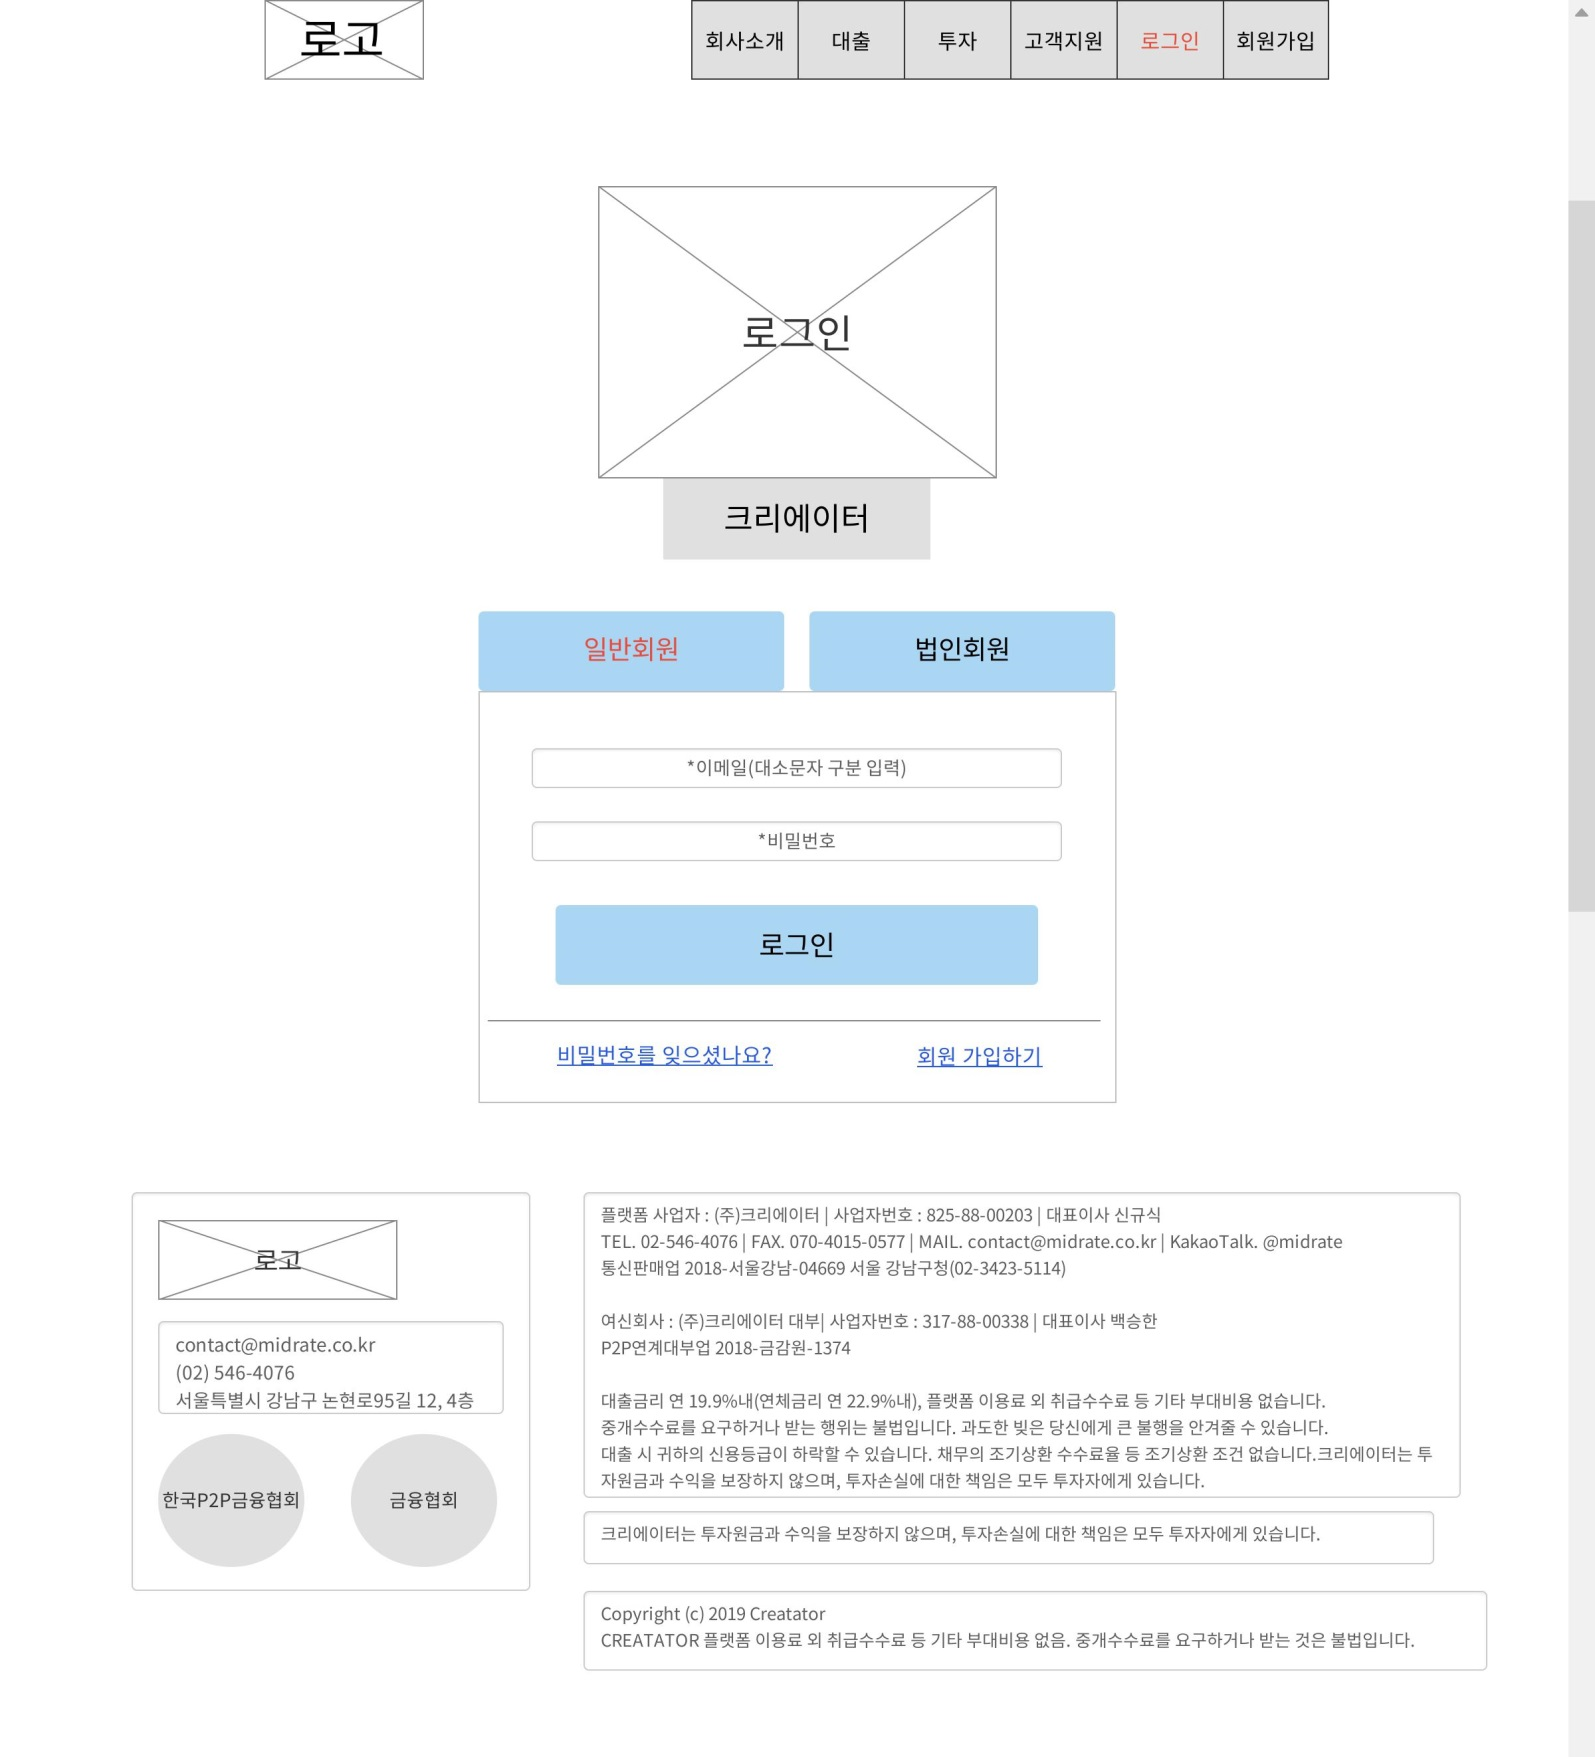 로고
회사소개 대출 투자 고객지원 로그인 회원가입
로그인
크리에이터
일반회원 법인회원
*이메일(대소문자 구분 입력)
*비밀번호
로그인
비밀번호를 잊으셨나요? 회원 가입하기
로고
contact@midrate.co.kr
(02) 546-4076
서울특별시 강남구 논현로95길 12, 4층
한국P2P금융협회 금융협회
플랫폼 사업자 : (주)크리에이터 | 사업자번호 : 825-88-00203 | 대표이사 신규식
TEL. 02-546-4076 | FAX. 070-4015-0577 | MAIL. contact@midrate.co.kr | KakaoTalk. @midrate
통신판매업 2018-서울강남-04669 서울 강남구청(02-3423-5114)
여신회사 : (주)크리에이터 대부| 사업자번호 : 317-88-00338 | 대표이사 백승한
P2P연계대부업 2018-금감원-1374
대출금리 연 19.9%내(연체금리 연 22.9%내), 플랫폼 이용료 외 취급수수료 등 기타 부대비용 없습니다.
중개수수료를 요구하거나 받는 행위는 불법입니다. 과도한 빚은 당신에게 큰 불행을 안겨줄 수 있습니다.
대출 시 귀하의 신용등급이 하락할 수 있습니다. 채무의 조기상환 수수료율 등 조기상환 조건 없습니다.크리에이터는 투
자원금과 수익을 보장하지 않으며, 투자손실에 대한 책임은 모두 투자자에게 있습니다.
크리에이터는 투자원금과 수익을 보장하지 않으며, 투자손실에 대한 책임은 모두 투자자에게 있습니다.
Copyright (c) 2019 Creatator
CREATATOR 플랫폼 이용료 외 취급수수료 등 기타 부대비용 없음. 중개수수료를 요구하거나 받는 것은 불법입니다.